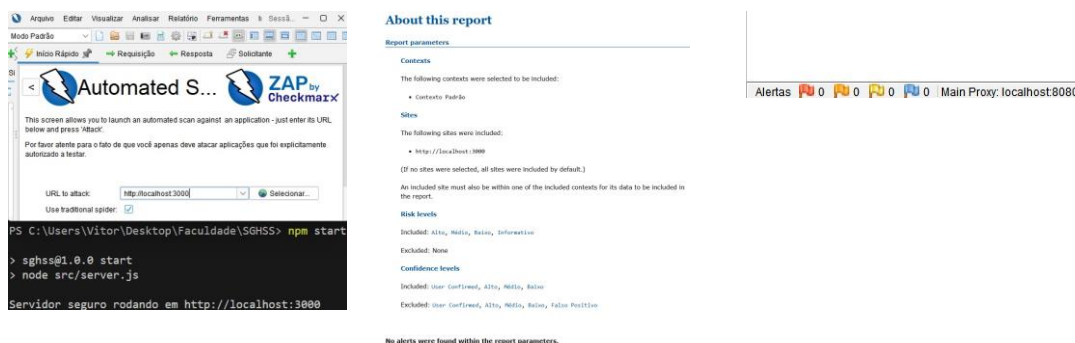 Arquivo Editar Visualizar Analisar Relatório Ferramentas
Modo Padrão
Início Rápido Requisição Resposta Solicitante
< Automated S... ZAP by Checkmarx
This screen allows you to launch an automated scan against an application - just enter its URL
below and press 'Attack'.
Por favor atente para o fato de que você apenas deve atacar aplicações que foi explicitamente
autorizado a testar.
URL to attack: http://localhost:3000 Selecionar...
Use traditional spider:
PS C:\Users\Vitor\Desktop\Faculdade\SGHSS> npm start
> sghss@1.0.0 start
> node src/server.js
Servidor seguro rodando em http://localhost:3000
About this report
Report parameters
Contexts
The following contexts were selected to be included:
• Contexto Padrão
Sites
The following sites were included:
• http://localhost:3000
(If no sites were selected, all sites were included by default.)
An included site must also be within one of the included contexts for its data to be included in
the report.
Risk levels
Included: Alto, Médio, Baixo, Informativo
Excluded: None
Confidence levels
Included: User Confirmed, Alto, Médio, Baixo
Excluded: User Confirmed, Alto, Médio, Baixo, Falso Positivo
No alerts were found within the report parameters.
Alertas 0 0 0 0 Main Proxy: localhost:8080